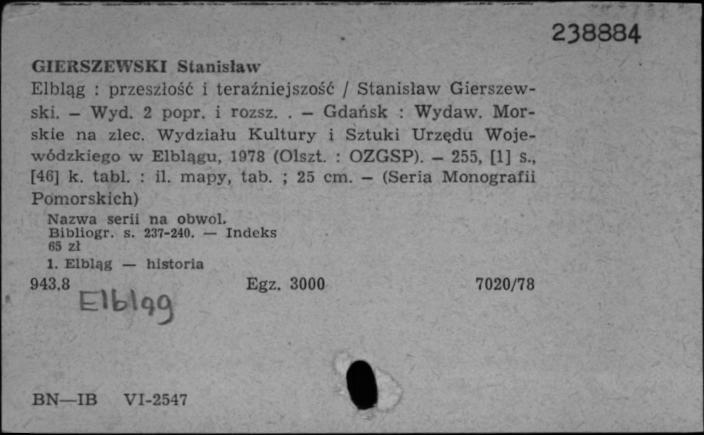 238884
GIERSZEWSKI Stanisław
Elbląg : przeszłość i teraźniejszość / Stanisław Gierszew-
ski. — Wyd. 2 popr. i rozsz. . — Gdańsk : Wydaw. Mor-
skie na zlec. Wydziału Kultury i Sztuki Urzędu Woje-
wódzkiego w Elblągu, 1978 (Olszt. : OZGSP). — 255, [1] s.,
[46] k. tabl. : il. mapy, tab. ; 25 cm. — (Seria Monografii
Pomorskich)
Nazwa serii na obwol.
Bibliogr. s. 237-240. — Indeks
65 zł
1. Elbląg — historia
943.8 Egz. 3000 7020/78
Elbląg
BN—IB VI-2547